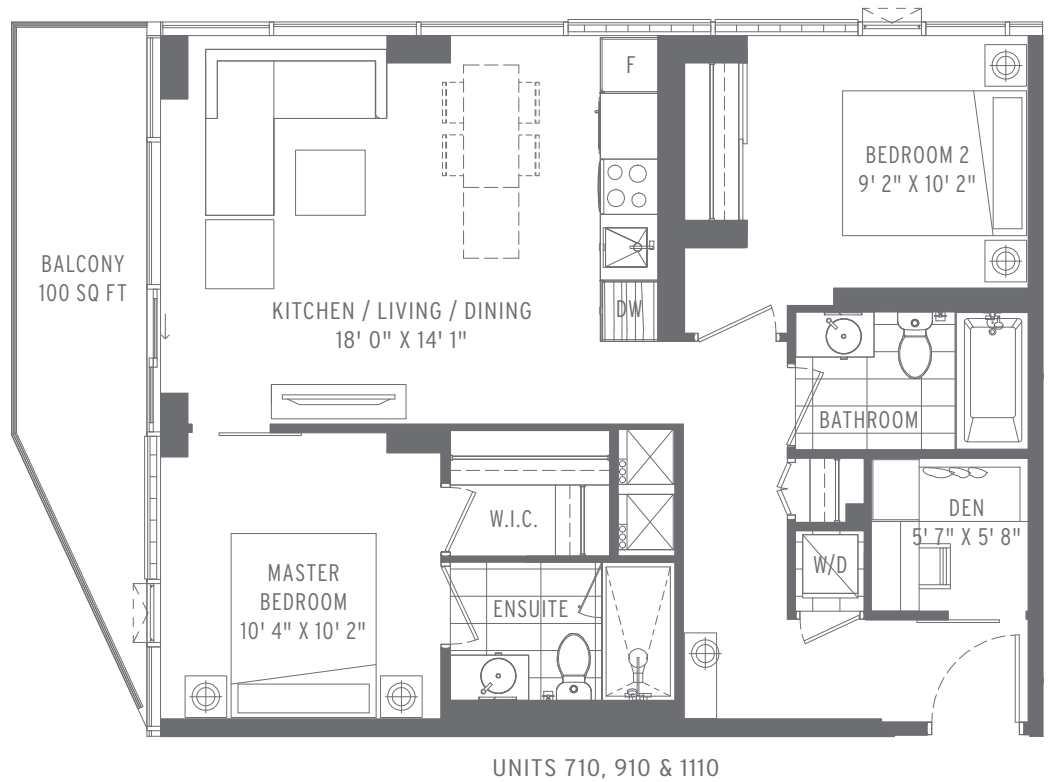 F
BEDROOM 2
9' 2" X 10' 2"
BALCONY
100 SQ FT
KITCHEN / LIVING / DINING
18' 0" X 14' 1"
DW
BATHROOM
W.I.C.
DEN
5' 7" X 5' 8"
W/D
MASTER
BEDROOM
10' 4" X 10' 2"
ENSUITE
UNITS 710, 910 & 1110